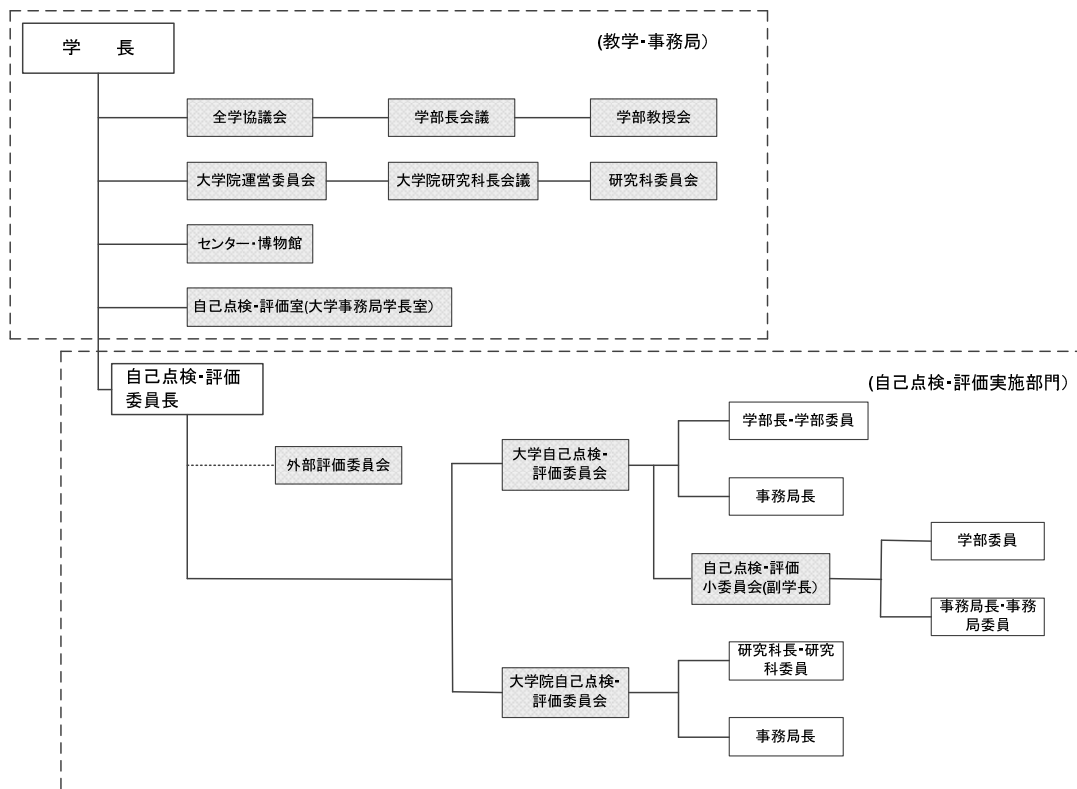 学　長
(教学・事務局)
全学協議会
学部長会議
学部教授会
大学院運営委員会
大学院研究科長会議
研究科委員会
センター・博物館
自己点検・評価室(大学事務局学長室)
自己点検・評価
委員長
(自己点検・評価実施部門)
外部評価委員会
大学自己点検・
評価委員会
学部長・学部委員
事務局長
自己点検・評価
小委員会(副学長)
学部委員
事務局長・事務
局委員
大学院自己点検・
評価委員会
研究科長・研究
科委員
事務局長